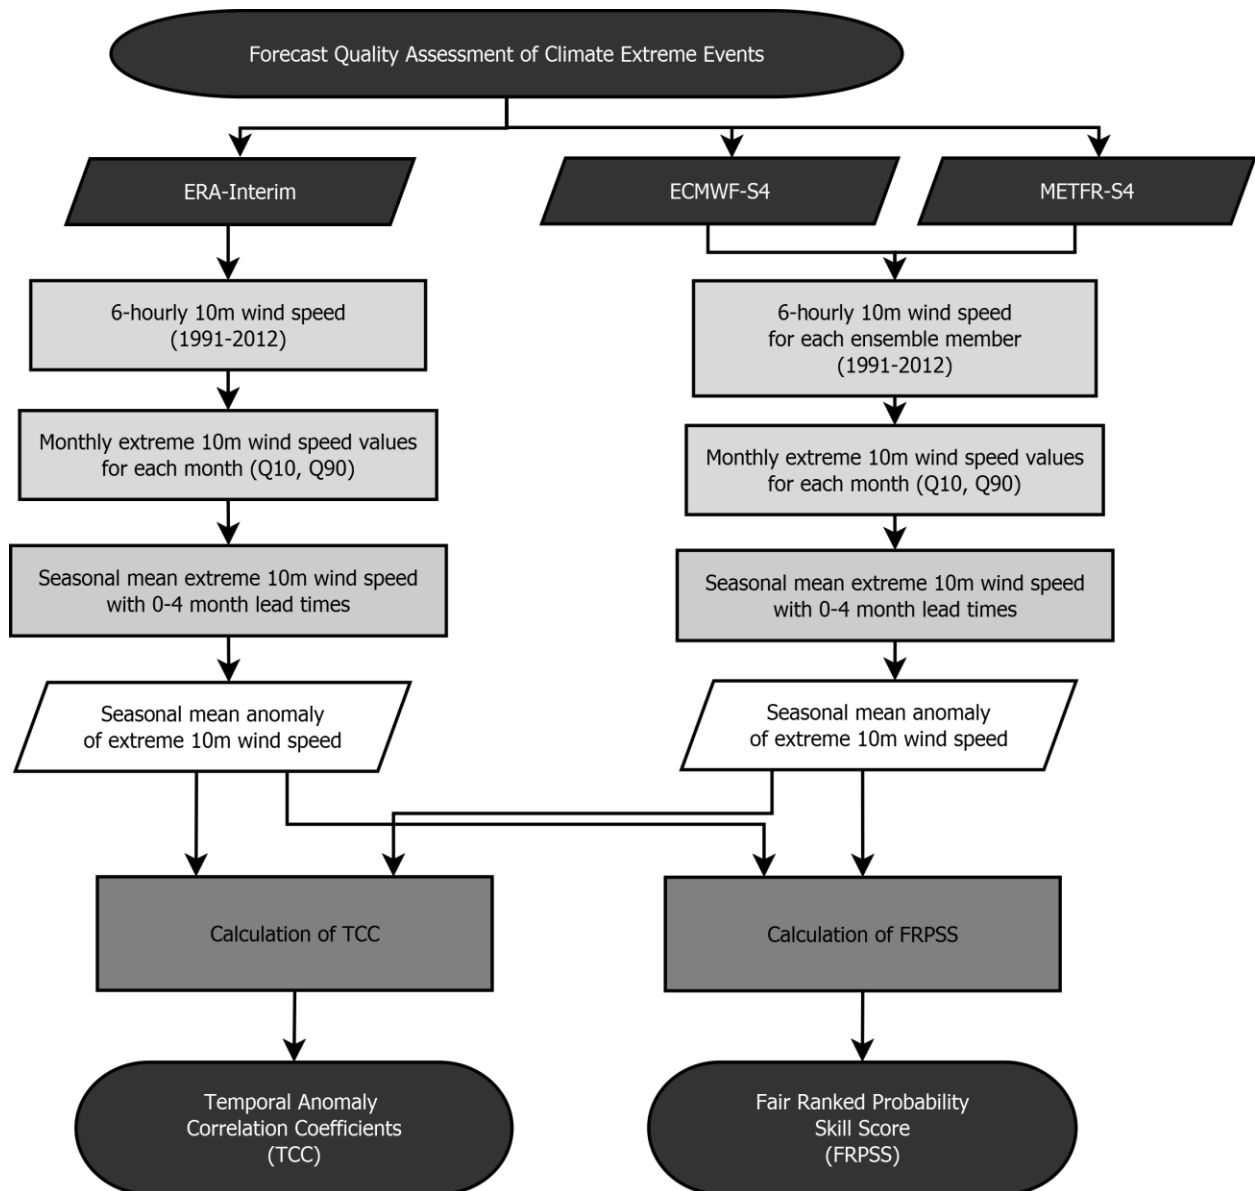 Forecast Quality Assessment of Climate Extreme Events
ERA-Interim
ECMWF-S4
METFR-S4
6-hourly 10m wind speed
(1991-2012)
6-hourly 10m wind speed
for each ensemble member
(1991-2012)
Monthly extreme 10m wind speed values
for each month (Q10, Q90)
Monthly extreme 10m wind speed values
for each month (Q10, Q90)
Seasonal mean extreme 10m wind speed
with 0-4 month lead times
Seasonal mean extreme 10m wind speed
with 0-4 month lead times
Seasonal mean anomaly
of extreme 10m wind speed
Seasonal mean anomaly
of extreme 10m wind speed
Calculation of TCC
Calculation of FRPSS
Temporal Anomaly
Correlation Coefficients
(TCC)
Fair Ranked Probability
Skill Score
(FRPSS)